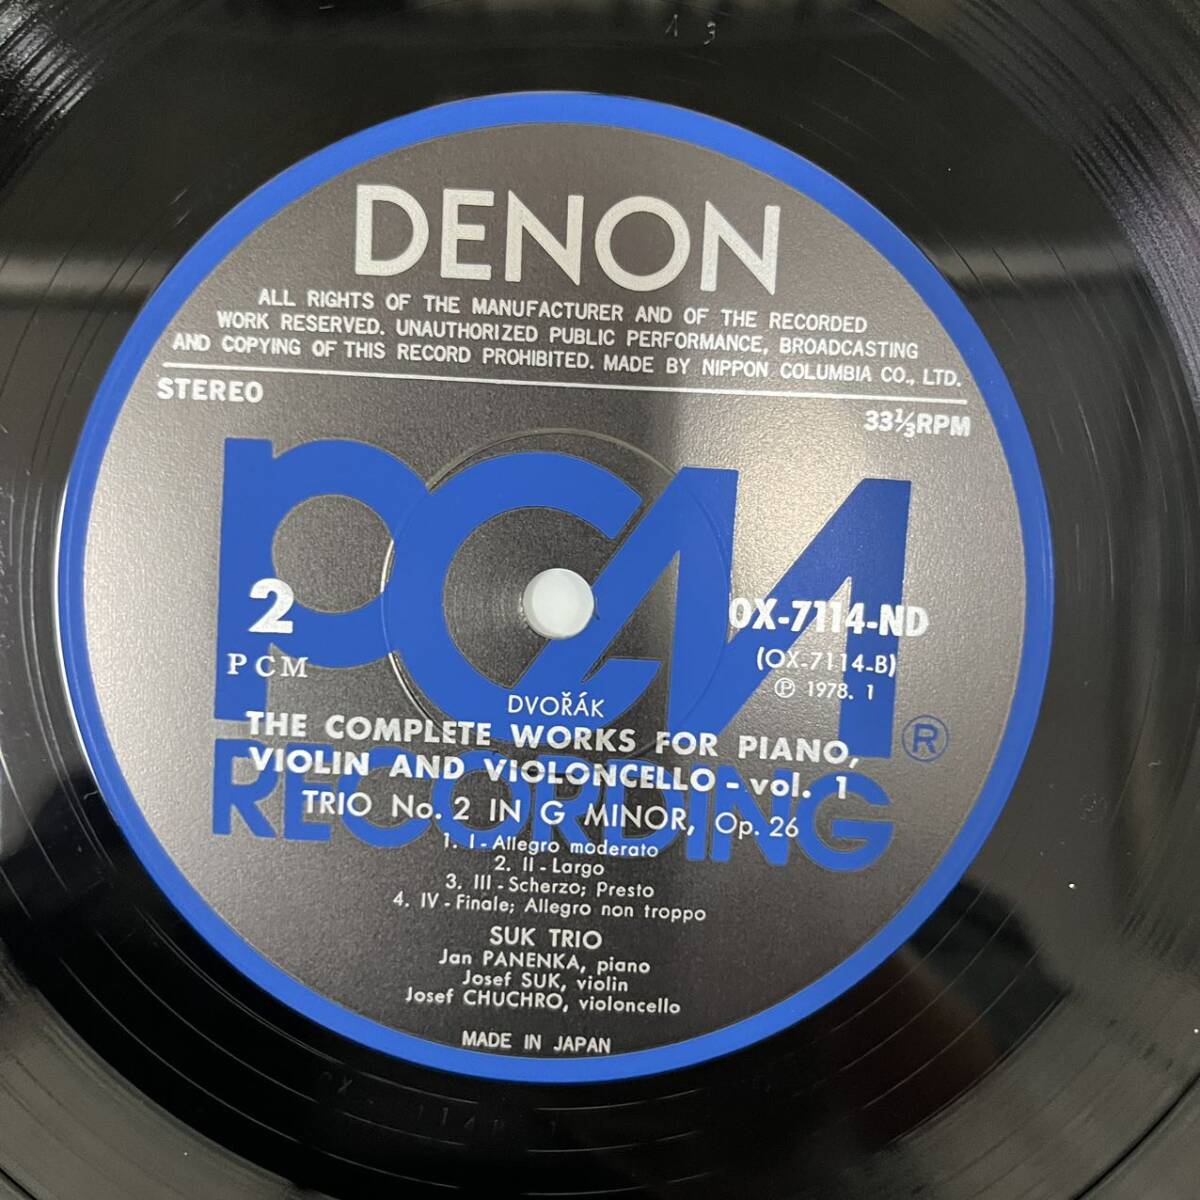 DENON
ALL RIGHTS OF THE MANUFACTURER AND OF THE RECORDED
WORK RESERVED. UNAUTHORIZED PUBLIC PERFORMANCE, BROADCASTING
AND COPYING OF THIS RECORD PROHIBITED. MADE BY NIPPON COLUMBIA CO., LTD.
STEREO
33⅓RPM
PCM
RECORDING
®
2
PCM
OX-7114-ND
(OX-7114-B)
Ⓟ 1978. 1
DVOŘÁK
THE COMPLETE WORKS FOR PIANO,
VIOLIN AND VIOLONCELLO - vol. 1
TRIO No. 2 IN G MINOR, Op. 26
1. I - Allegro moderato
2. II - Largo
3. III - Scherzo; Presto
4. IV - Finale; Allegro non troppo
SUK TRIO
Jan PANENKA, piano
Josef SUK, violin
Josef CHUCHRO, violoncello
MADE IN JAPAN